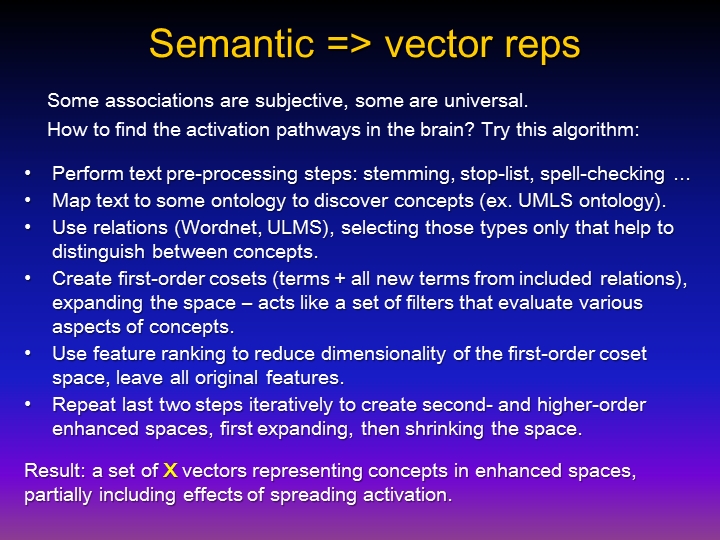 Semantic => vector reps
Some associations are subjective, some are universal.
How to find the activation pathways in the brain? Try this algorithm:
• Perform text pre-processing steps: stemming, stop-list, spell-checking ...
• Map text to some ontology to discover concepts (ex. UMLS ontology).
• Use relations (Wordnet, ULMS), selecting those types only that help to
distinguish between concepts.
• Create first-order cosets (terms + all new terms from included relations),
expanding the space – acts like a set of filters that evaluate various
aspects of concepts.
• Use feature ranking to reduce dimensionality of the first-order coset
space, leave all original features.
• Repeat last two steps iteratively to create second- and higher-order
enhanced spaces, first expanding, then shrinking the space.
Result: a set of X vectors representing concepts in enhanced spaces,
partially including effects of spreading activation.